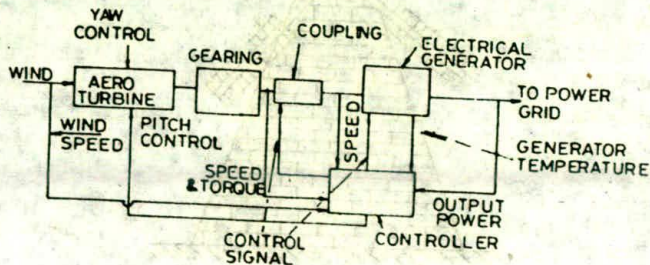 YAW
CONTROL
GEARING
COUPLING
ELECTRICAL
GENERATOR
WIND
AERO
TURBINE
TO POWER
GRID
WIND
SPEED
PITCH
CONTROL
SPEED
GENERATOR
TEMPERATURE
SPEED
& TORQUE
OUTPUT
POWER
CONTROL
SIGNAL
CONTROLLER